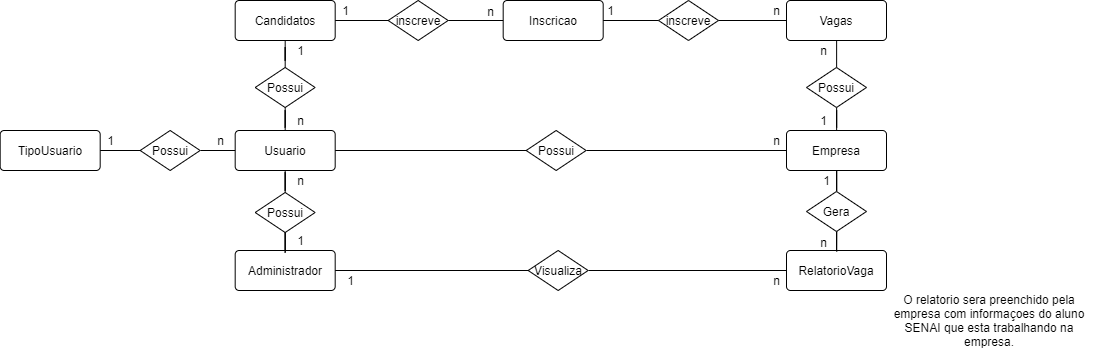 Candidatos 1 inscreve n Inscricao 1 inscreve n Vagas
1 n
Possui Possui
n 1
TipoUsuario 1 Possui n Usuario Possui n Empresa
n 1
Possui Gera
1 n
Administrador 1 Visualiza n RelatorioVaga
O relatorio sera preenchido pela
empresa com informaçoes do aluno
SENAI que esta trabalhando na
empresa.